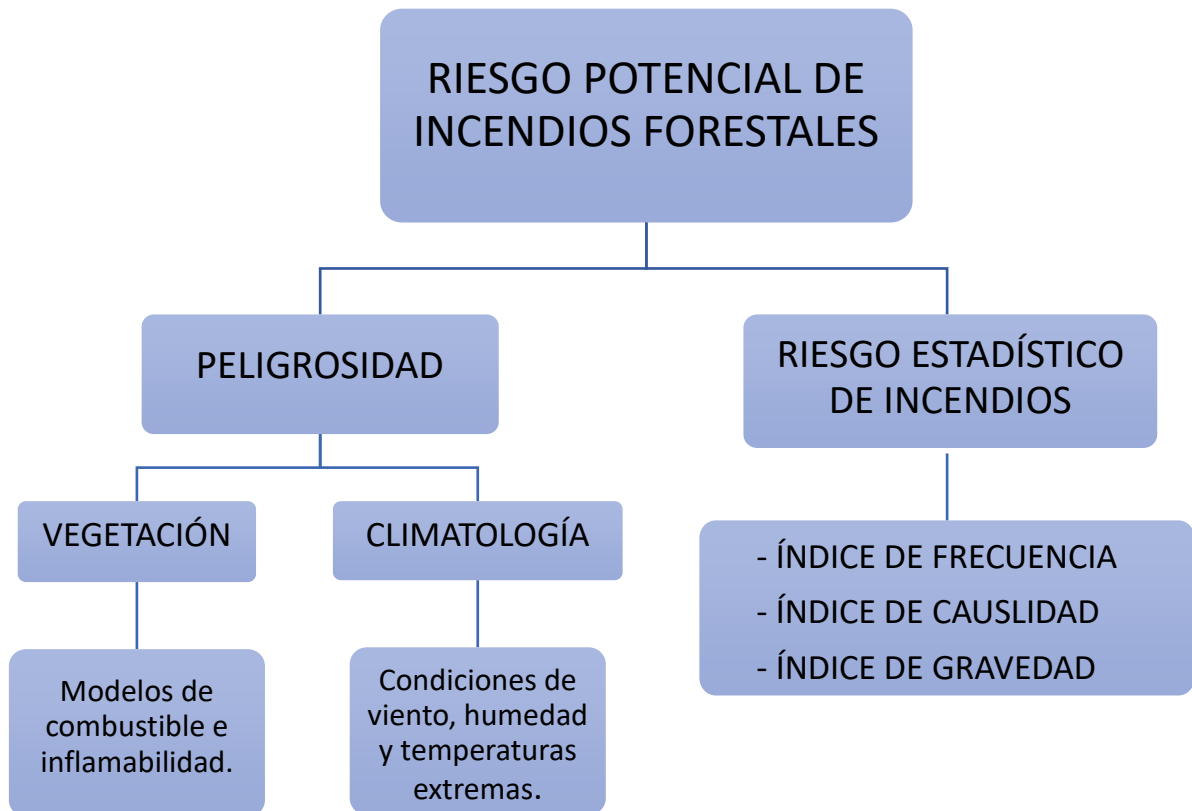 RIESGO POTENCIAL DE
INCENDIOS FORESTALES
PELIGROSIDAD
RIESGO ESTADÍSTICO
DE INCENDIOS
VEGETACIÓN
CLIMATOLOGÍA
- ÍNDICE DE FRECUENCIA
- ÍNDICE DE CAUSLIDAD
- ÍNDICE DE GRAVEDAD
Modelos de
combustible e
inflamabilidad.
Condiciones de
viento, humedad
y temperaturas
extremas.